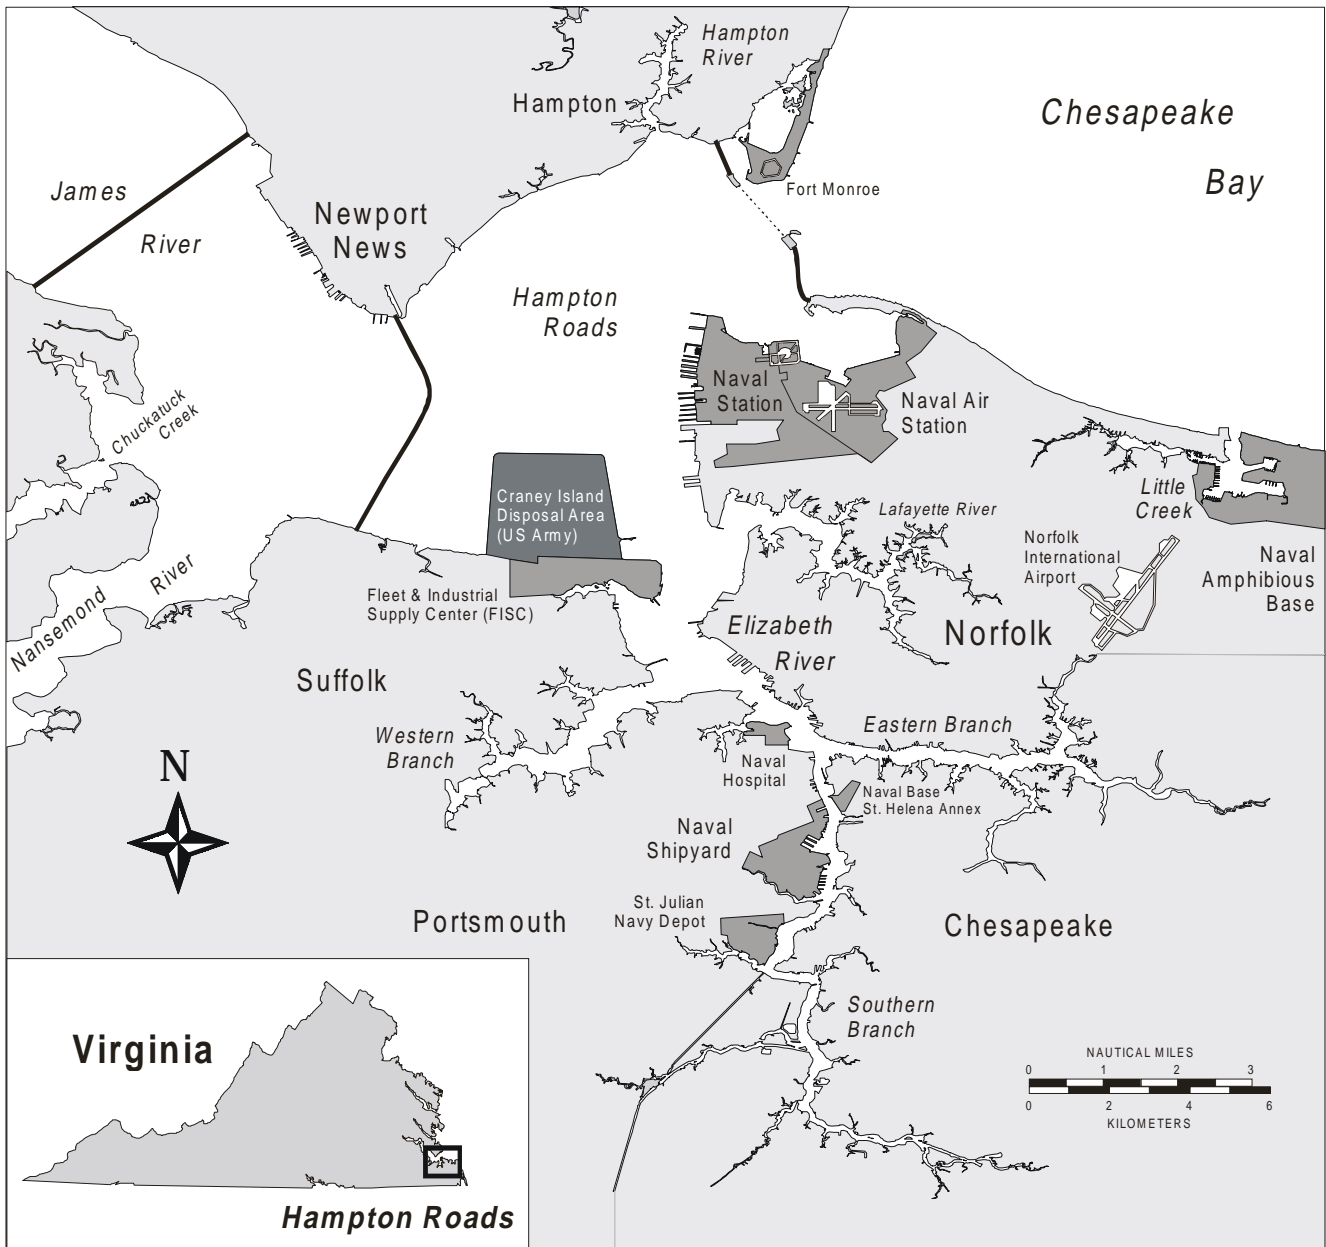 Hampton
River
Hampton
Chesapeake
Bay
James
River
Fort Monroe
Newport
News
Hampton
Roads
Naval
Station
Naval Air
Station
Chuckatuck
Creek
Little
Creek
Craney Island
Disposal Area
(US Army)
Lafayette River
Norfolk
International
Airport
Naval
Amphibious
Base
Nansemond
River
Fleet & Industrial
Supply Center (FISC)
Elizabeth
River
Norfolk
Suffolk
Western
Branch
Eastern Branch
N
Naval
Hospital
Naval Base
St. Helena Annex
Naval
Shipyard
St. Julian
Navy Depot
Portsmouth
Chesapeake
Southern
Branch
Virginia
Hampton Roads
NAUTICAL MILES
0 1 2 3
0 2 4 6
KILOMETERS